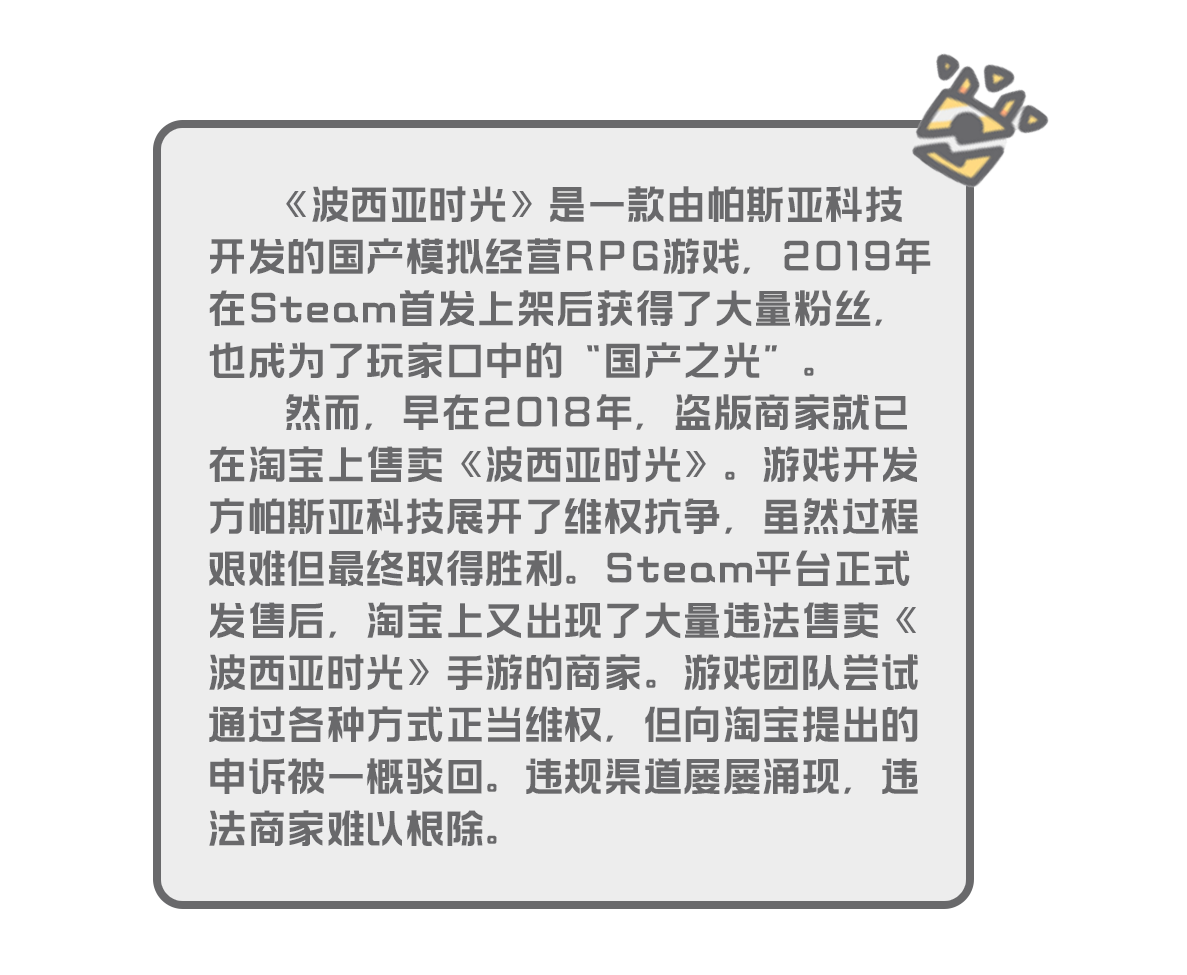 《波西亚时光》是一款由帕斯亚科技
开发的国产模拟经营RPG游戏，2019年
在Steam首发上架后获得了大量粉丝，
也成为了玩家口中的“国产之光”。
然而，早在2018年，盗版商家就已
在淘宝上售卖《波西亚时光》。游戏开发
方帕斯亚科技展开了维权抗争，虽然过程
艰难但最终取得胜利。Steam平台正式
发售后，淘宝上又出现了大量违法售卖《
波西亚时光》手游的商家。游戏团队尝试
通过各种方式正当维权，但向淘宝提出的
申诉被一概驳回。违规渠道屡屡涌现，违
法商家难以根除。